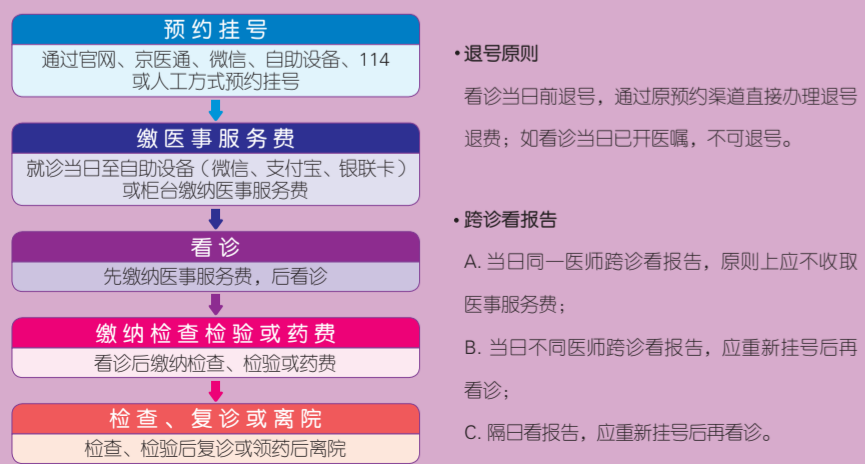 预约挂号
通过官网、京医通、微信、自助设备、114
或人工方式预约挂号
缴医事服务费
就诊当日至自助设备（微信、支付宝、银联卡）
或柜台缴纳医事服务费
看诊
先缴纳医事服务费，后看诊
缴纳检查检验或药费
看诊后缴纳检查、检验或药费
检查、复诊或离院
检查、检验后复诊或领药后离院
•退号原则
看诊当日前退号，通过原预约渠道直接办理退号
退费；如看诊当日已开医嘱，不可退号。
•跨诊看报告
A. 当日同一医师跨诊看报告，原则上应不收取
医事服务费；
B. 当日不同医师跨诊看报告，应重新挂号后再
看诊；
C. 隔日看报告，应重新挂号后再看诊。